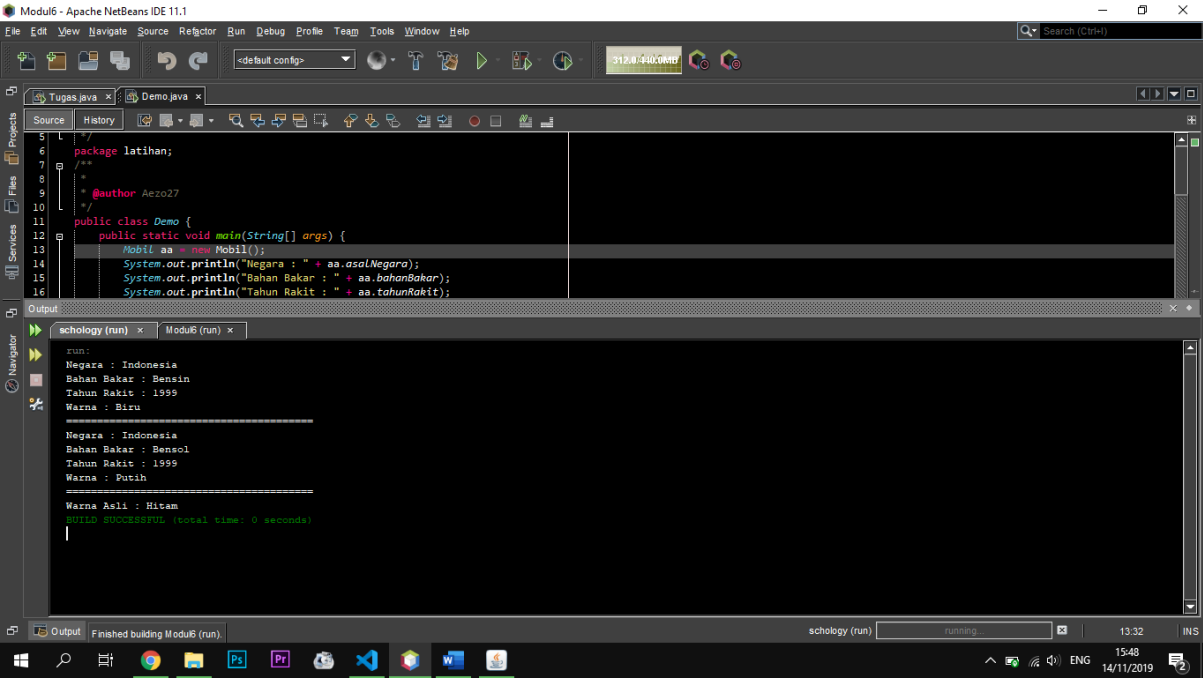 Modul6 - Apache NetBeans IDE 11.1
File Edit View Navigate Source Refactor Run Debug Profile Team Tools Window Help
Search (Ctrl+I)
<default config>
312.0/440.0MB
Tugas.java × Demo.java ×
Source History
Projects
Files
Services
Navigator
5 */
6 package latihan;
7 /**
8 *
9 * @author Aezo27
10 */
11 public class Demo {
12 public static void main(String[] args) {
13 Mobil aa = new Mobil();
14 System.out.println("Negara : " + aa.asalNegara);
15 System.out.println("Bahan Bakar : " + aa.bahanBakar);
16 System.out.println("Tahun Rakit : " + aa.tahunRakit);
Output
schology (run) × Modul6 (run) ×
run:
Negara : Indonesia
Bahan Bakar : Bensin
Tahun Rakit : 1999
Warna : Biru
========================================
Negara : Indonesia
Bahan Bakar : Bensol
Tahun Rakit : 1999
Warna : Putih
========================================
Warna Asli : Hitam
BUILD SUCCESSFUL (total time: 0 seconds)
Output Finished building Modul6 (run). schology (run) running... 13:32 INS
Ps Pr ENG 15:48
14/11/2019 2